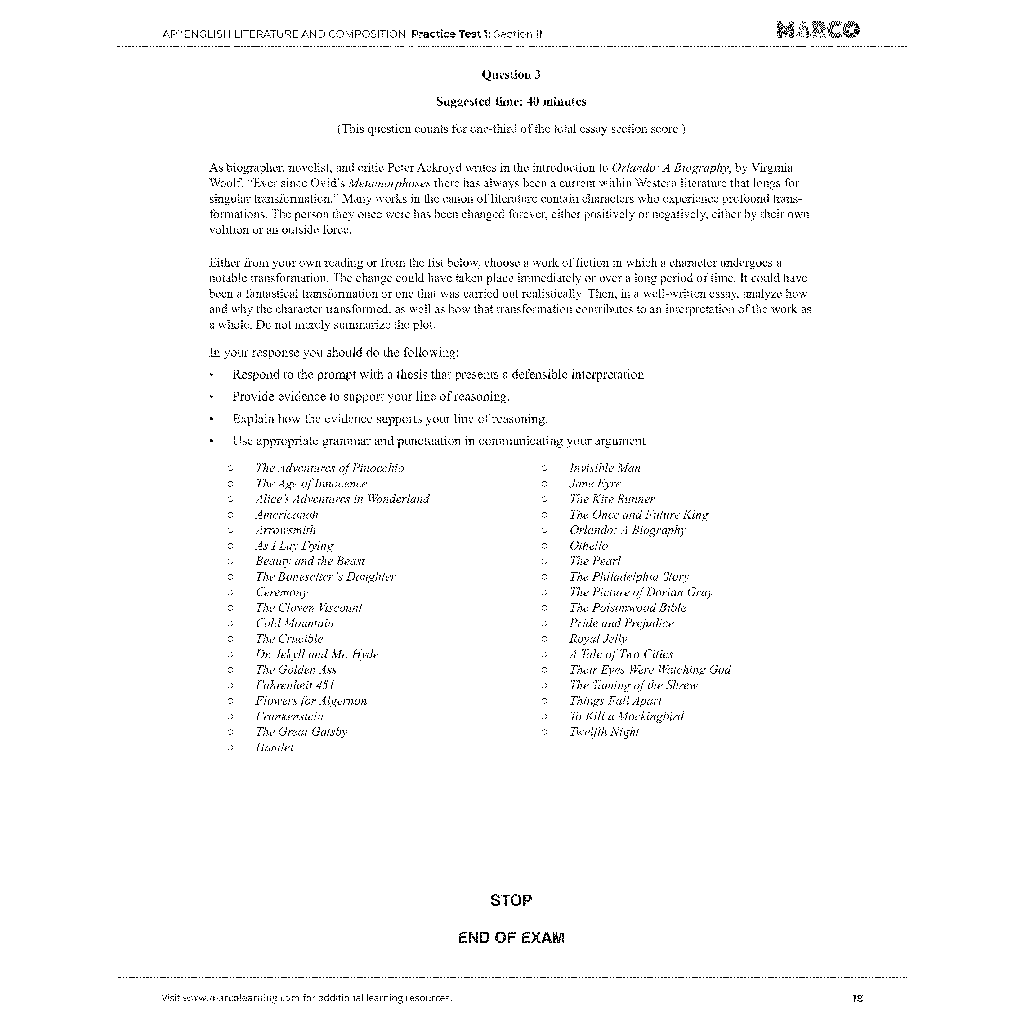 AP® ENGLISH LITERATURE AND COMPOSITION Practice Test 1: Section II
MARCO
Question 3
Suggested time: 40 minutes
(This question counts for one-third of the total essay section score.)
As biographer, novelist, and critic Peter Ackroyd writes in the introduction to Orlando: A Biography, by Virginia
Woolf, “Ever since Ovid’s Metamorphoses there has always been a current within Western literature that longs for
singular transformation.” Many works in the canon of literature contain characters who experience profound trans-
formations. The person they once were has been changed forever, either positively or negatively, either by their own
volition or an outside force.
Either from your own reading or from the list below, choose a work of fiction in which a character undergoes a
notable transformation. The change could have taken place immediately or over a long period of time. It could have
been a fantastical transformation or one that was carried out realistically. Then, in a well-written essay, analyze how
and why the character transformed, as well as how that transformation contributes to an interpretation of the work as
a whole. Do not merely summarize the plot.
In your response you should do the following:
• Respond to the prompt with a thesis that presents a defensible interpretation.
• Provide evidence to support your line of reasoning.
• Explain how the evidence supports your line of reasoning.
• Use appropriate grammar and punctuation in communicating your argument.
○ The Adventures of Pinocchio
○ The Age of Innocence
○ Alice’s Adventures in Wonderland
○ Americanah
○ Arrowsmith
○ As I Lay Dying
○ Beauty and the Beast
○ The Bonesetter’s Daughter
○ Ceremony
○ The Cloven Viscount
○ Cold Mountain
○ The Crucible
○ Dr. Jekyll and Mr. Hyde
○ The Golden Ass
○ Fahrenheit 451
○ Flowers for Algernon
○ Frankenstein
○ The Great Gatsby
○ Hamlet
○ Invisible Man
○ Jane Eyre
○ The Kite Runner
○ The Once and Future King
○ Orlando: A Biography
○ Othello
○ The Pearl
○ The Philadelphia Story
○ The Picture of Dorian Gray
○ The Poisonwood Bible
○ Pride and Prejudice
○ Royal Jelly
○ A Tale of Two Cities
○ Their Eyes Were Watching God
○ The Taming of the Shrew
○ Things Fall Apart
○ To Kill a Mockingbird
○ Twelfth Night
STOP
END OF EXAM
Visit www.marcolearning.com for additional learning resources.
18